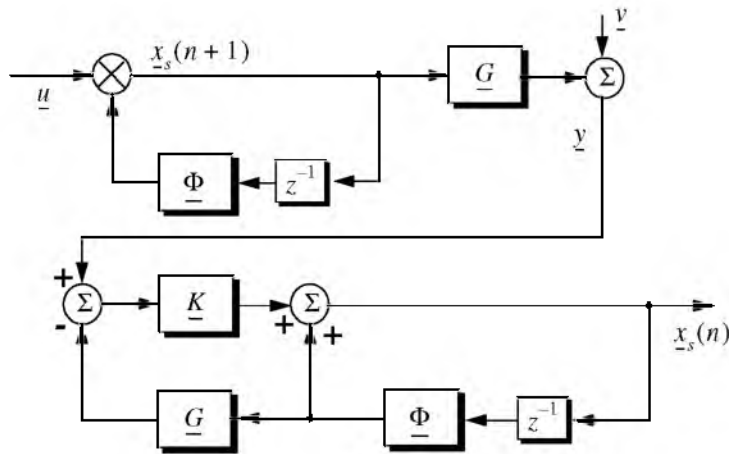 v
x_s(n+1)
u
G
Σ
y
Φ
z⁻¹
+
Σ
K
Σ
-
+
+
x_s(n)
G
Φ
z⁻¹